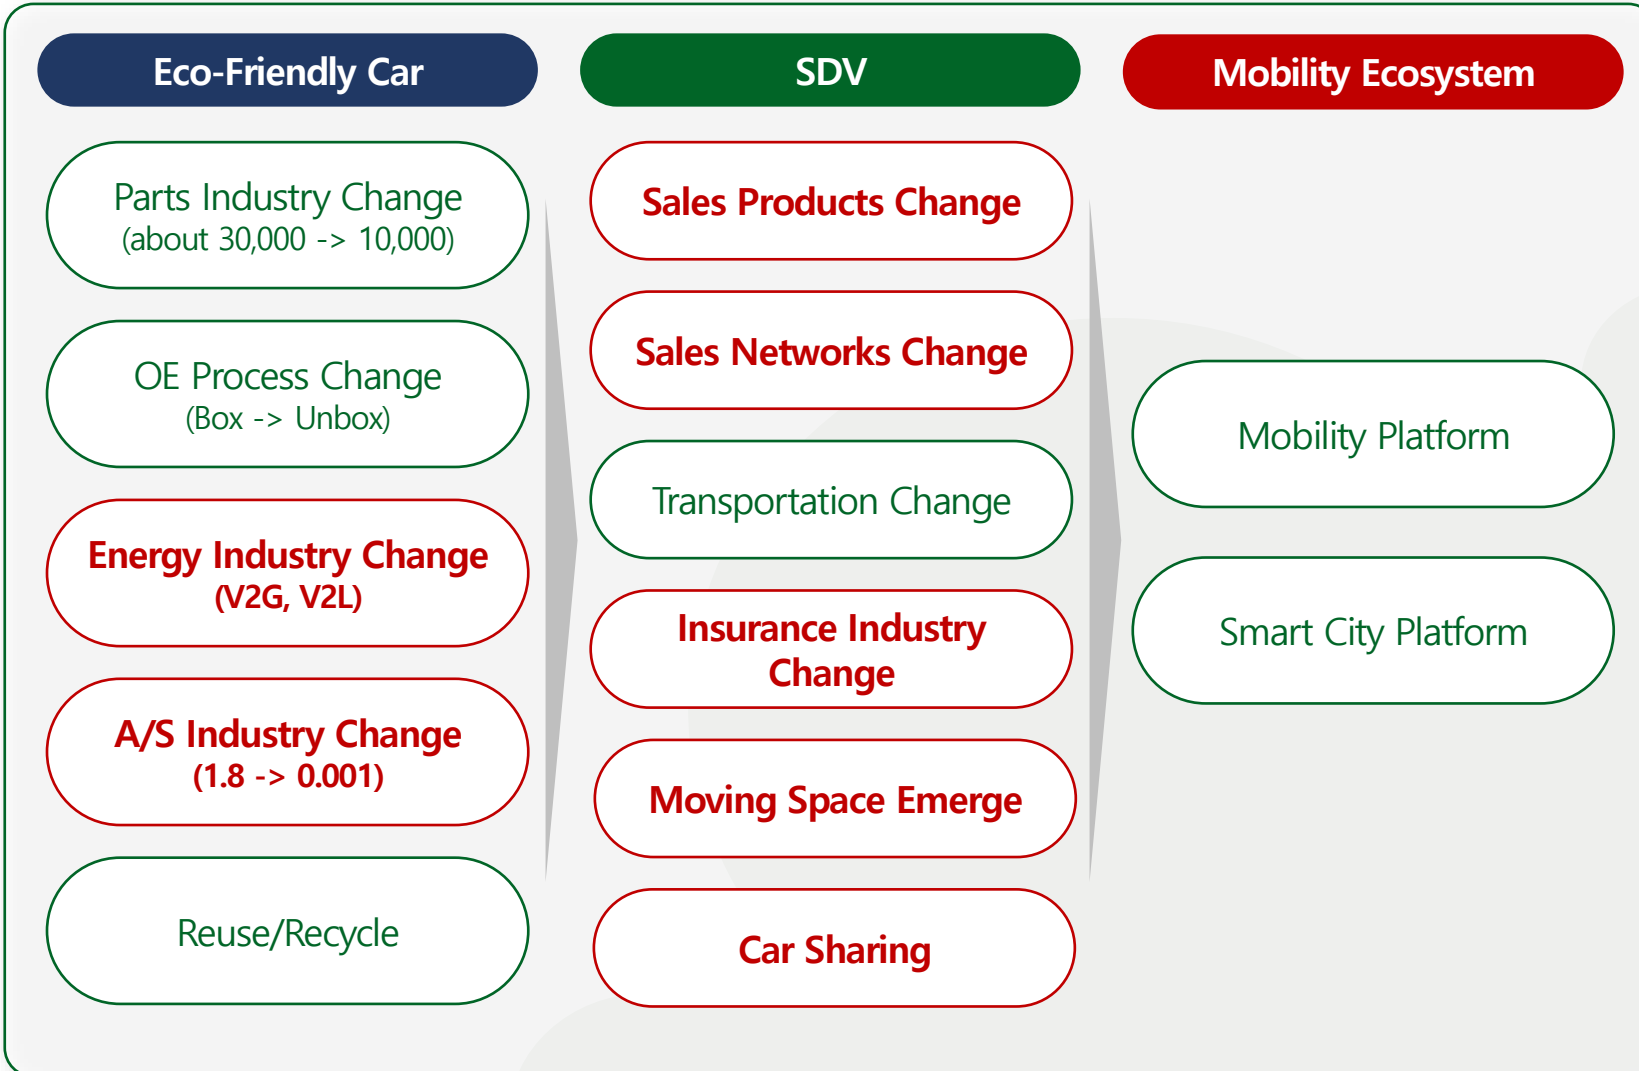 Eco-Friendly Car
Parts Industry Change
(about 30,000 -> 10,000)
OE Process Change
(Box -> Unbox)
Energy Industry Change
(V2G, V2L)
A/S Industry Change
(1.8 -> 0.001)
Reuse/Recycle
SDV
Sales Products Change
Sales Networks Change
Transportation Change
Insurance Industry
Change
Moving Space Emerge
Car Sharing
Mobility Ecosystem
Mobility Platform
Smart City Platform